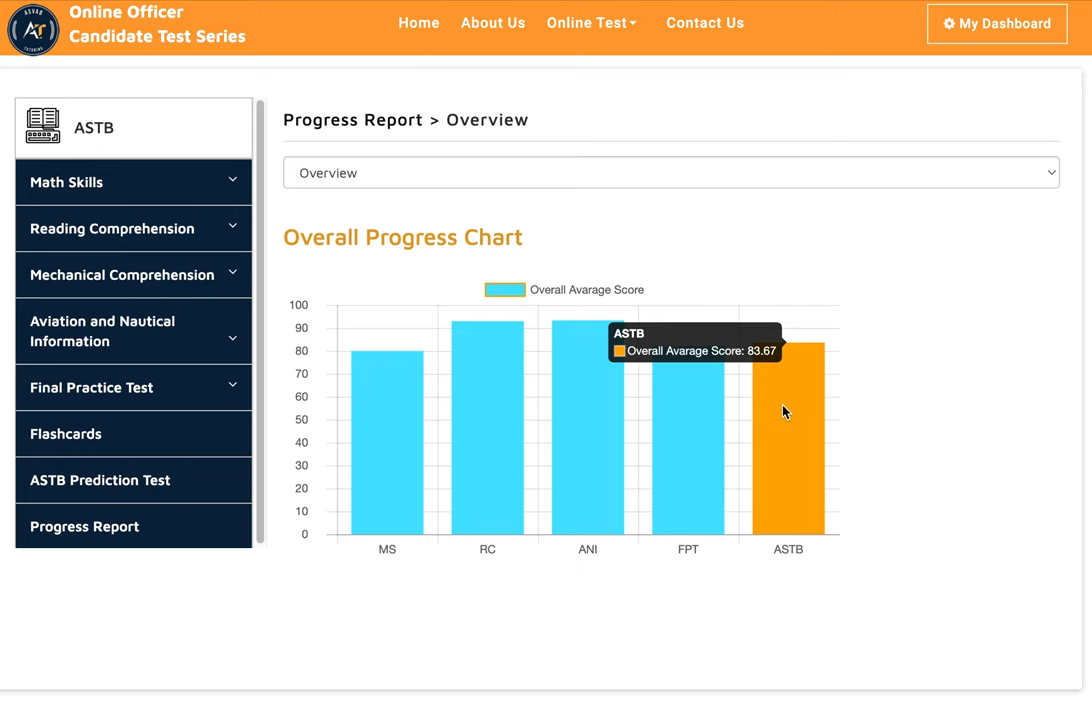 ASVAB
AT
TUTORING
Online Officer
Candidate Test Series
Home
About Us
Online Test
Contact Us
My Dashboard
ASTB
Math Skills
Reading Comprehension
Mechanical Comprehension
Aviation and Nautical
Information
Final Practice Test
Flashcards
ASTB Prediction Test
Progress Report
Progress Report > Overview
Overview
Overall Progress Chart
Overall Avarage Score
100
90
80
70
60
50
40
30
20
10
0
ASTB
Overall Avarage Score: 83.67
MS
RC
ANI
FPT
ASTB